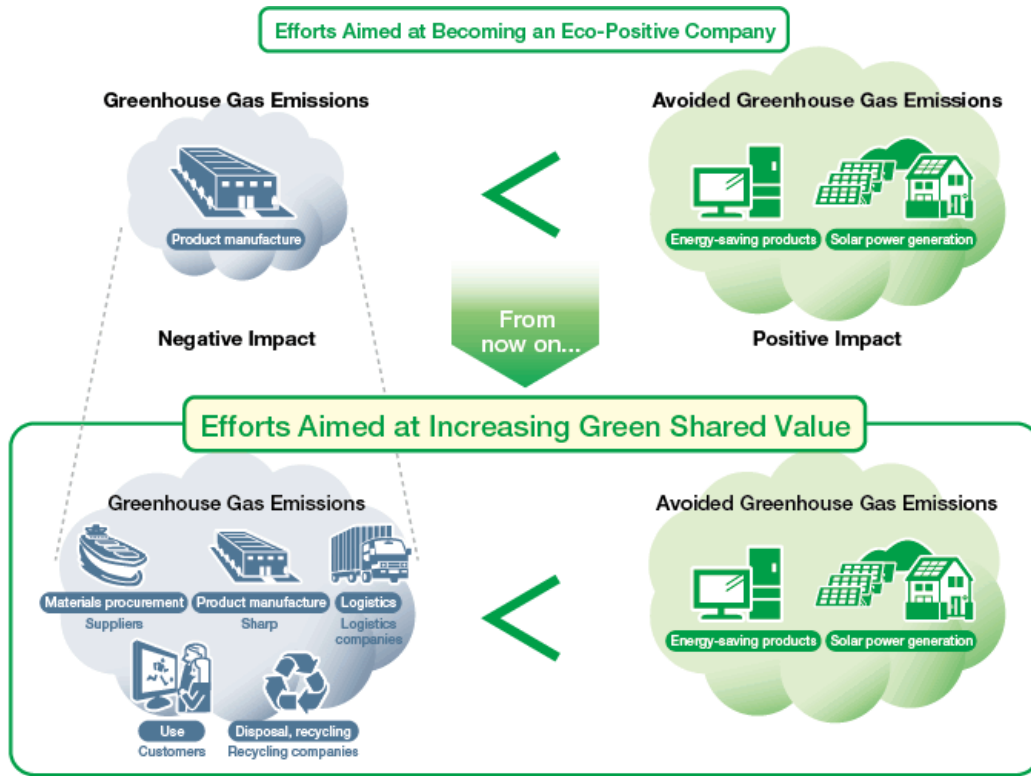 Efforts Aimed at Becoming an Eco-Positive Company
Greenhouse Gas Emissions
Avoided Greenhouse Gas Emissions
Product manufacture
Energy-saving products
Solar power generation
Negative Impact
From
now on...
Positive Impact
Efforts Aimed at Increasing Green Shared Value
Greenhouse Gas Emissions
Avoided Greenhouse Gas Emissions
Materials procurement
Suppliers
Product manufacture
Sharp
Logistics
Logistics
companies
Energy-saving products
Solar power generation
Use
Customers
Disposal, recycling
Recycling companies